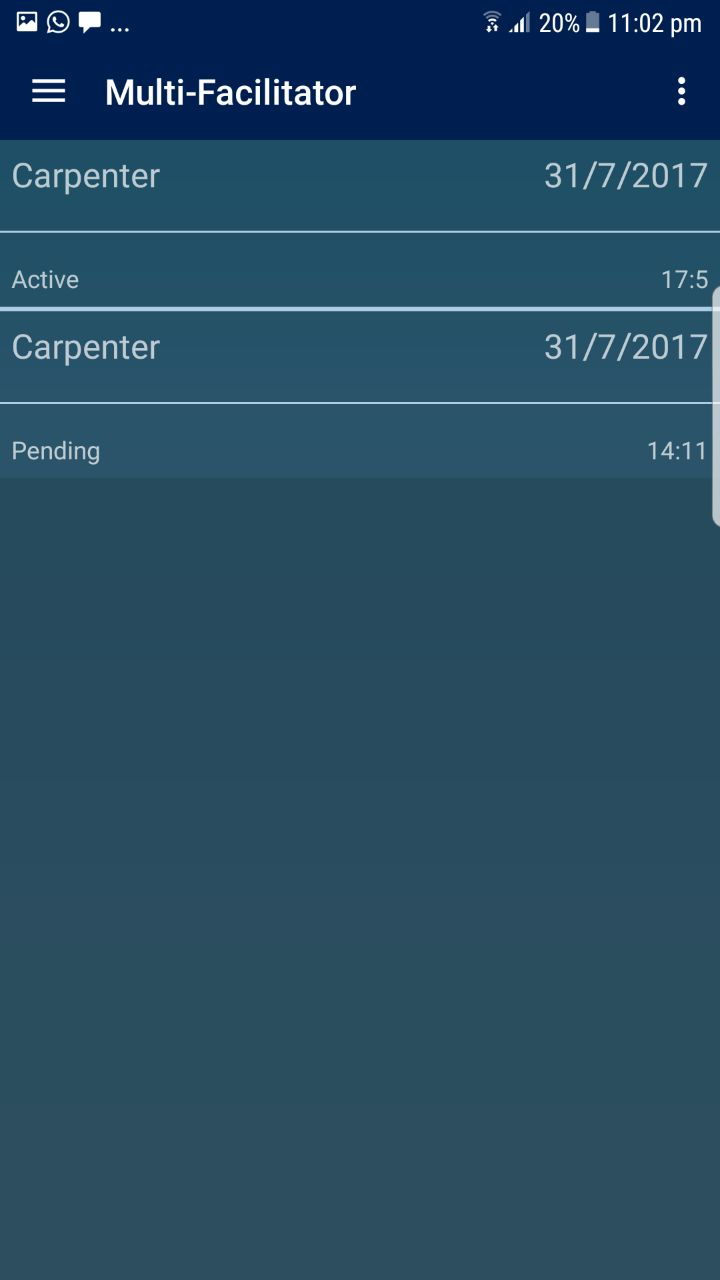 ... 20% 11:02 pm
Multi-Facilitator
Carpenter 31/7/2017
Active 17:5
Carpenter 31/7/2017
Pending 14:11